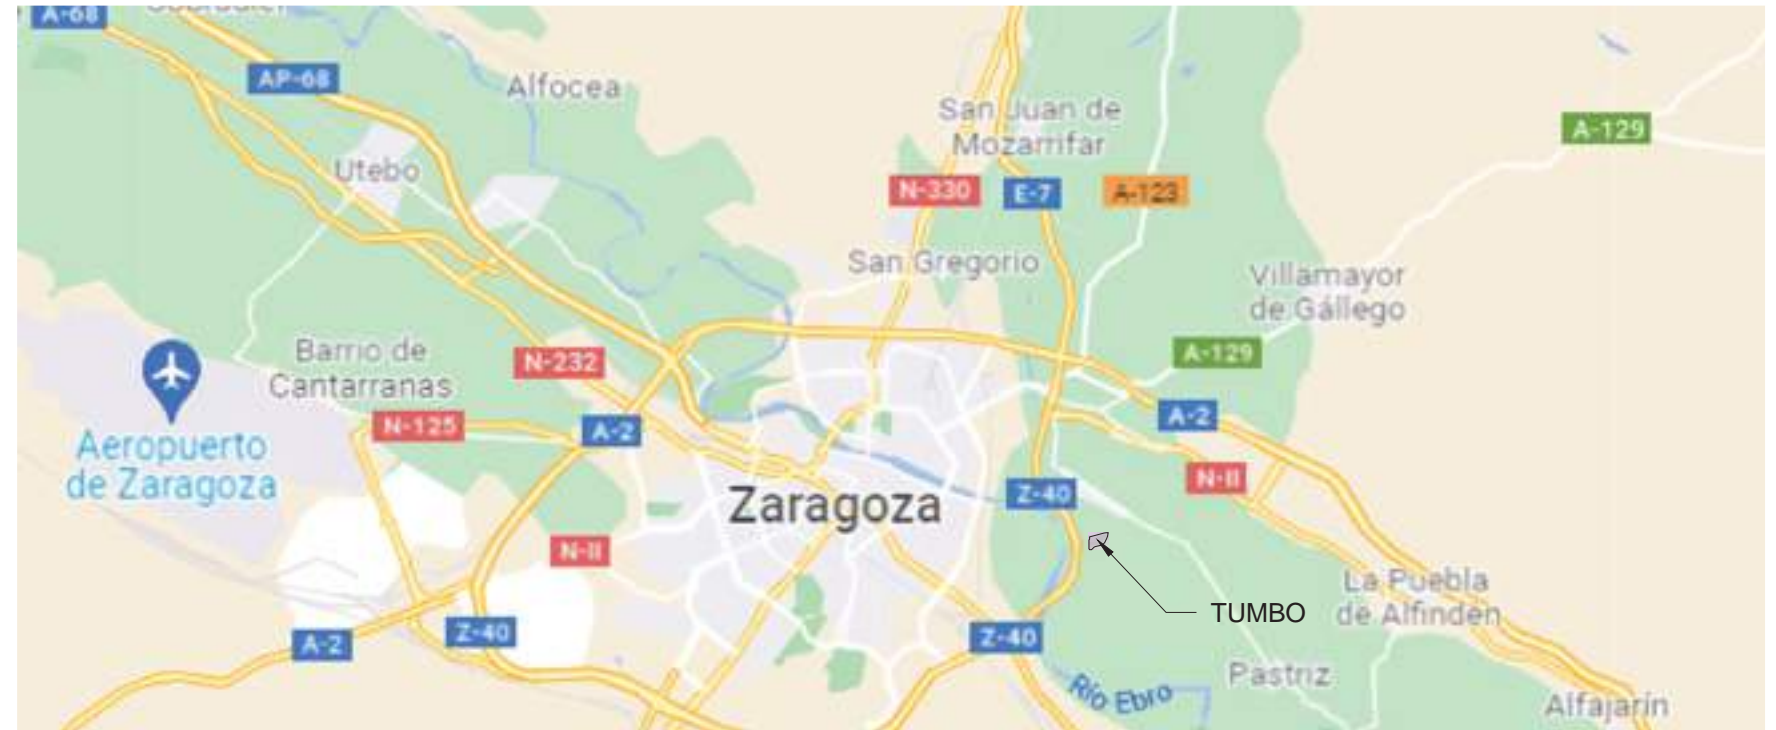 A-68
AP-68
Alfocea
San Juan de
Mozarrifar
A-129
Utebo
N-330
E-7
A-123
San Gregorio
Villamayor
de Gállego
Barrio de
Cantarranas
N-232
A-129
N-125
A-2
A-2
Aeropuerto
de Zaragoza
N-II
Zaragoza
Z-40
N-II
La Puebla
de Alfinden
TUMBO
A-2
Z-40
Z-40
Pastriz
Río Ebro
Alfajarín